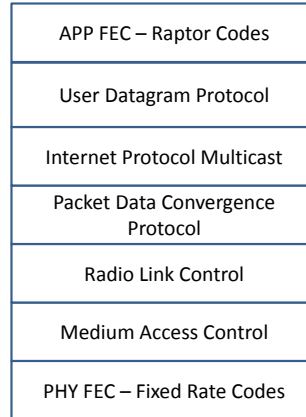 APP FEC – Raptor Codes
User Datagram Protocol
Internet Protocol Multicast
Packet Data Convergence
Protocol
Radio Link Control
Medium Access Control
PHY FEC – Fixed Rate Codes